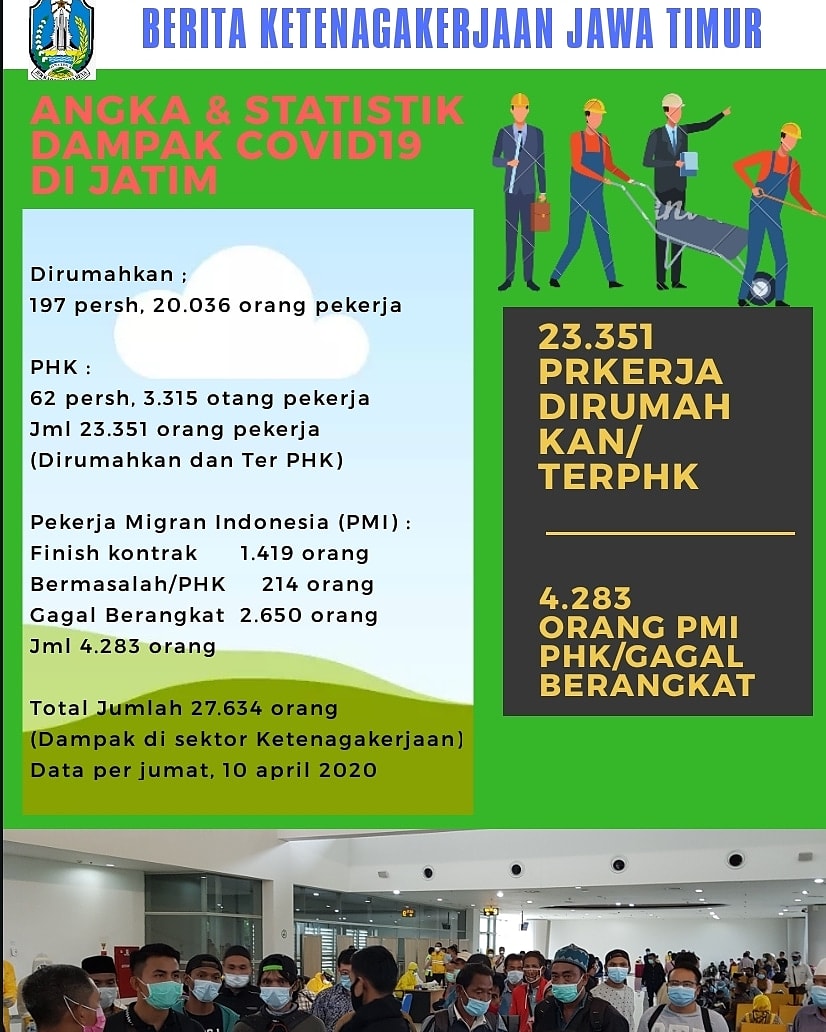 BERITA KETENAGAKERJAAN JAWA TIMUR
ANGKA & STATISTIK
DAMPAK COVID19
DI JATIM
Dirumahkan ;
197 persh, 20.036 orang pekerja
PHK :
62 persh, 3.315 otang pekerja
Jml 23.351 orang pekerja
(Dirumahkan dan Ter PHK)
Pekerja Migran Indonesia (PMI) :
Finish kontrak 1.419 orang
Bermasalah/PHK 214 orang
Gagal Berangkat 2.650 orang
Jml 4.283 orang
Total Jumlah 27.634 orang
(Dampak di sektor Ketenagakerjaan)
Data per jumat, 10 april 2020
23.351
PRKERJA
DIRUMAH
KAN/
TERPHK
4.283
ORANG PMI
PHK/GAGAL
BERANGKAT